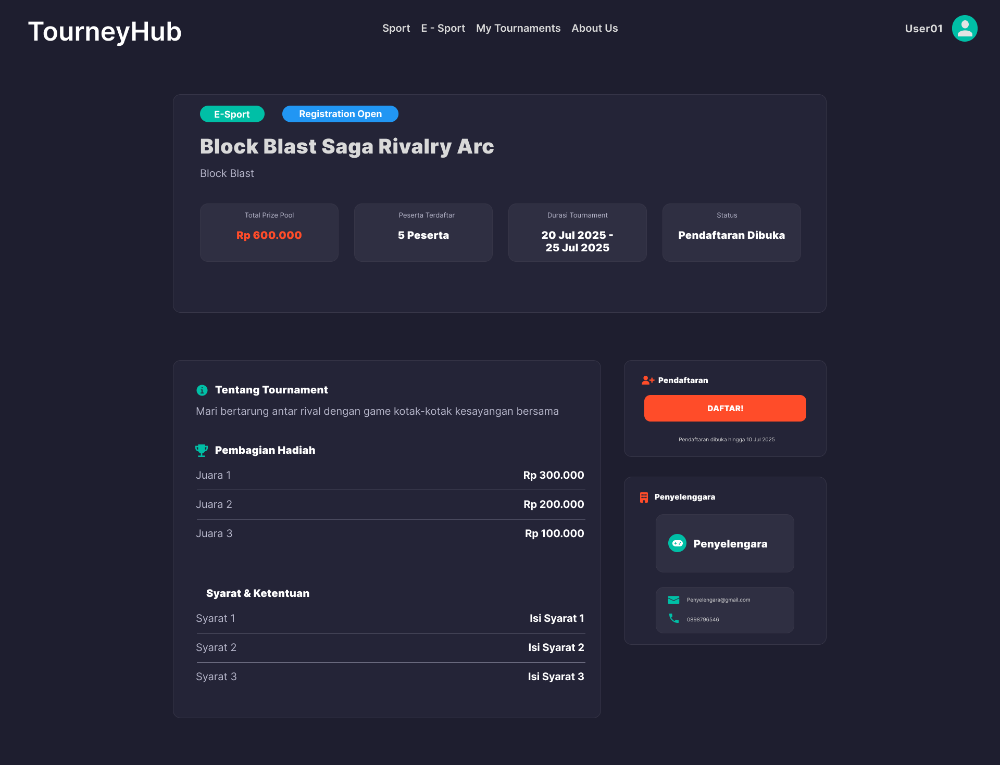 TourneyHub
Sport E - Sport My Tournaments About Us
User01
E-Sport
Registration Open
Block Blast Saga Rivalry Arc
Block Blast
Total Prize Pool
Rp 600.000
Peserta Terdaftar
5 Peserta
Durasi Tournament
20 Jul 2025 -
25 Jul 2025
Status
Pendaftaran Dibuka
Tentang Tournament
Mari bertarung antar rival dengan game kotak-kotak kesayangan bersama
Pembagian Hadiah
Juara 1 Rp 300.000
Juara 2 Rp 200.000
Juara 3 Rp 100.000
Syarat & Ketentuan
Syarat 1 Isi Syarat 1
Syarat 2 Isi Syarat 2
Syarat 3 Isi Syarat 3
Pendaftaran
DAFTAR!
Pendaftaran dibuka hingga 10 Jul 2025
Penyelenggara
Penyelengara
Penyelengara@gmail.com
0898796546